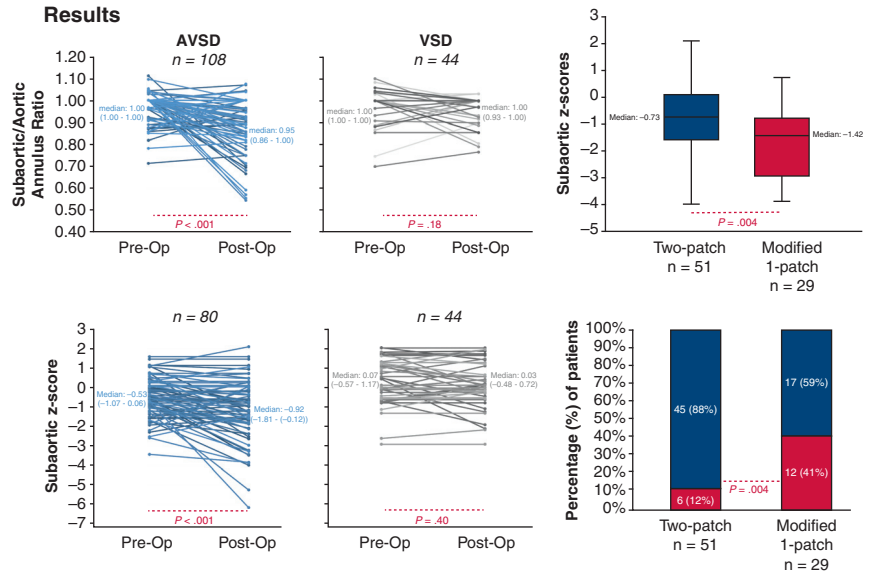 Results
AVSD
n = 108
VSD
n = 44
Subaortic/Aortic
Annulus Ratio
1.20
1.10
1.00
0.90
0.80
0.70
0.60
0.50
0.40
median: 1.00
(1.00 - 1.00)
median: 0.95
(0.86 - 1.00)
P < .001
Pre-Op
Post-Op
median: 1.00
(1.00 - 1.00)
median: 1.00
(0.93 - 1.00)
P = .18
Pre-Op
Post-Op
Subaortic z-scores
3
2
1
0
–1
–2
–3
–4
–5
Median: –0.73
Median: –1.42
P = .004
Two-patch
n = 51
Modified
1-patch
n = 29
n = 80
n = 44
Subaortic z-score
3
2
1
0
–1
–2
–3
–4
–5
–6
–7
Median: –0.53
(–1.07 - 0.06)
Median: –0.92
(–1.81 - (–0.12))
P < .001
Pre-Op
Post-Op
Median: 0.07
(–0.57 - 1.17)
Median: 0.03
(–0.48 - 0.72)
P = .40
Pre-Op
Post-Op
Percentage (%) of patients
100%
90%
80%
70%
60%
50%
40%
30%
20%
10%
0%
45 (88%)
6 (12%)
17 (59%)
12 (41%)
P = .004
Two-patch
n = 51
Modified
1-patch
n = 29